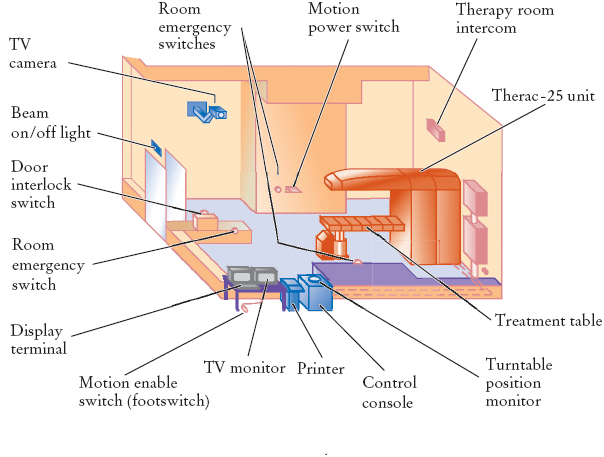 Room
emergency
switches
Motion
power switch
Therapy room
intercom
TV
camera
Therac-25 unit
Beam
on/off light
Door
interlock
switch
Room
emergency
switch
Display
terminal
Treatment table
TV monitor
Printer
Turntable
position
monitor
Motion enable
switch (footswitch)
Control
console